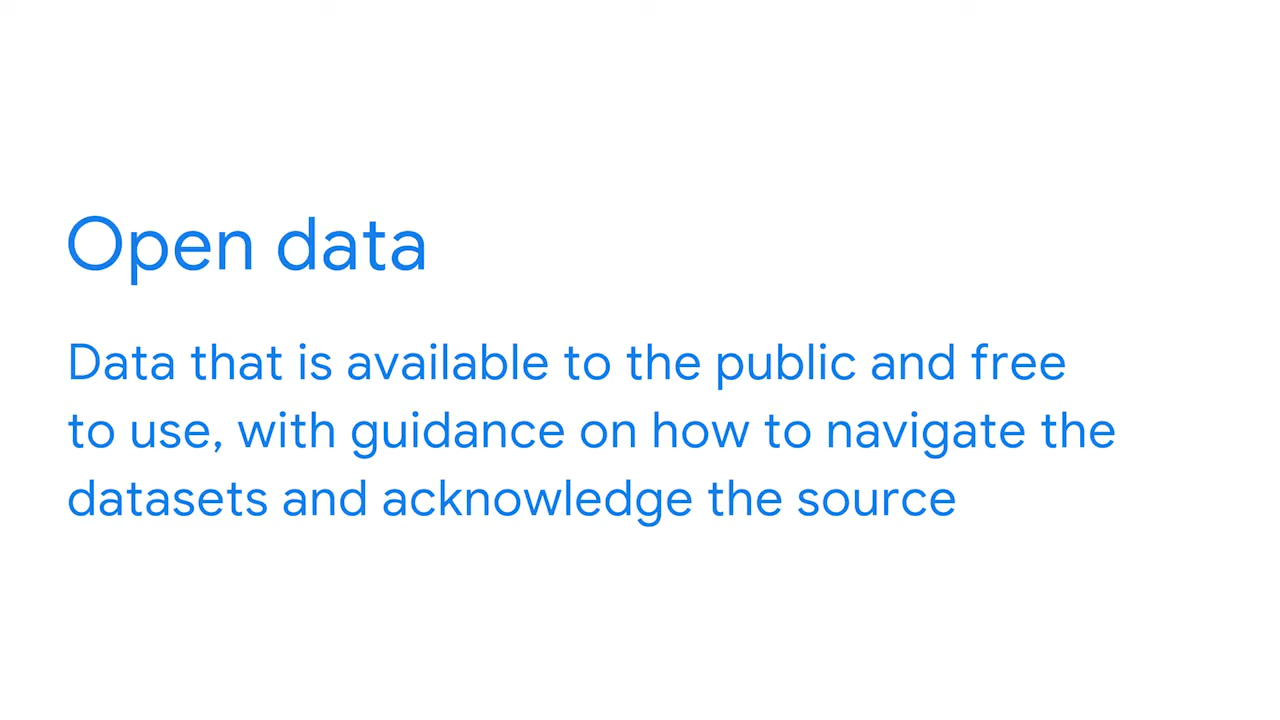 Open data
Data that is available to the public and free
to use, with guidance on how to navigate the
datasets and acknowledge the source